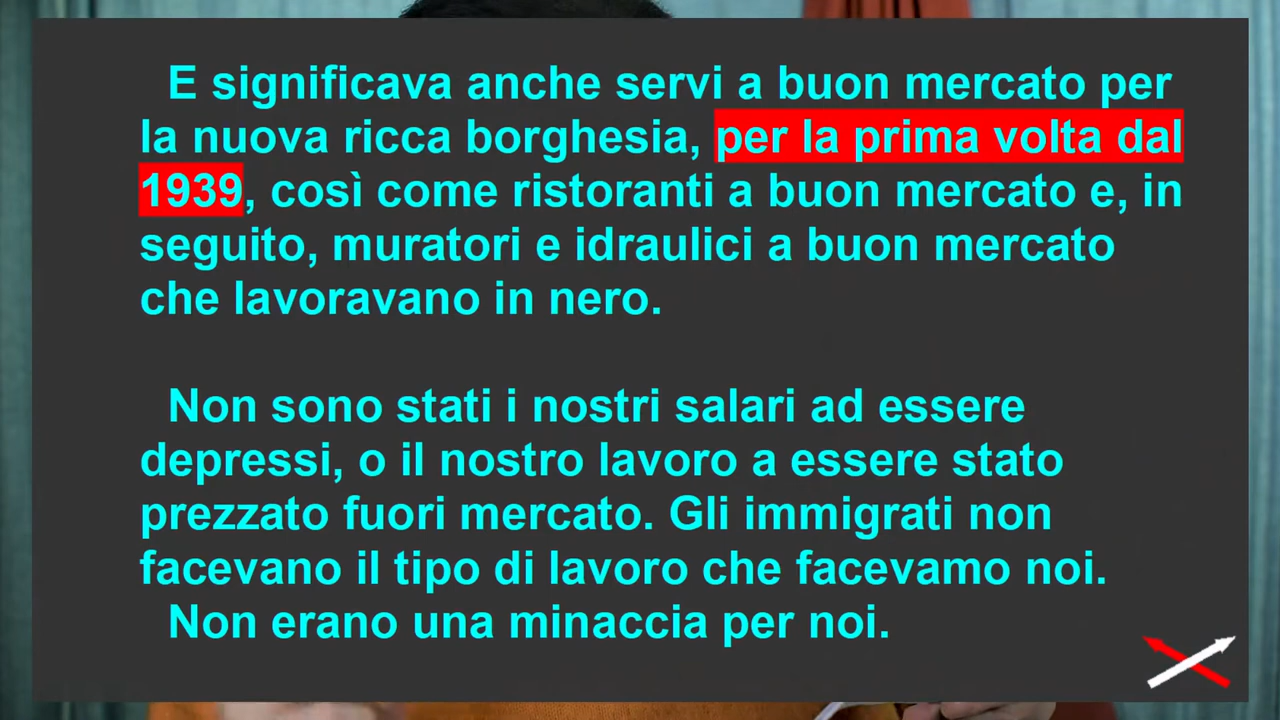 E significava anche servi a buon mercato per
la nuova ricca borghesia, per la prima volta dal
1939, così come ristoranti a buon mercato e, in
seguito, muratori e idraulici a buon mercato
che lavoravano in nero.
Non sono stati i nostri salari ad essere
depressi, o il nostro lavoro a essere stato
prezzato fuori mercato. Gli immigrati non
facevano il tipo di lavoro che facevamo noi.
Non erano una minaccia per noi.